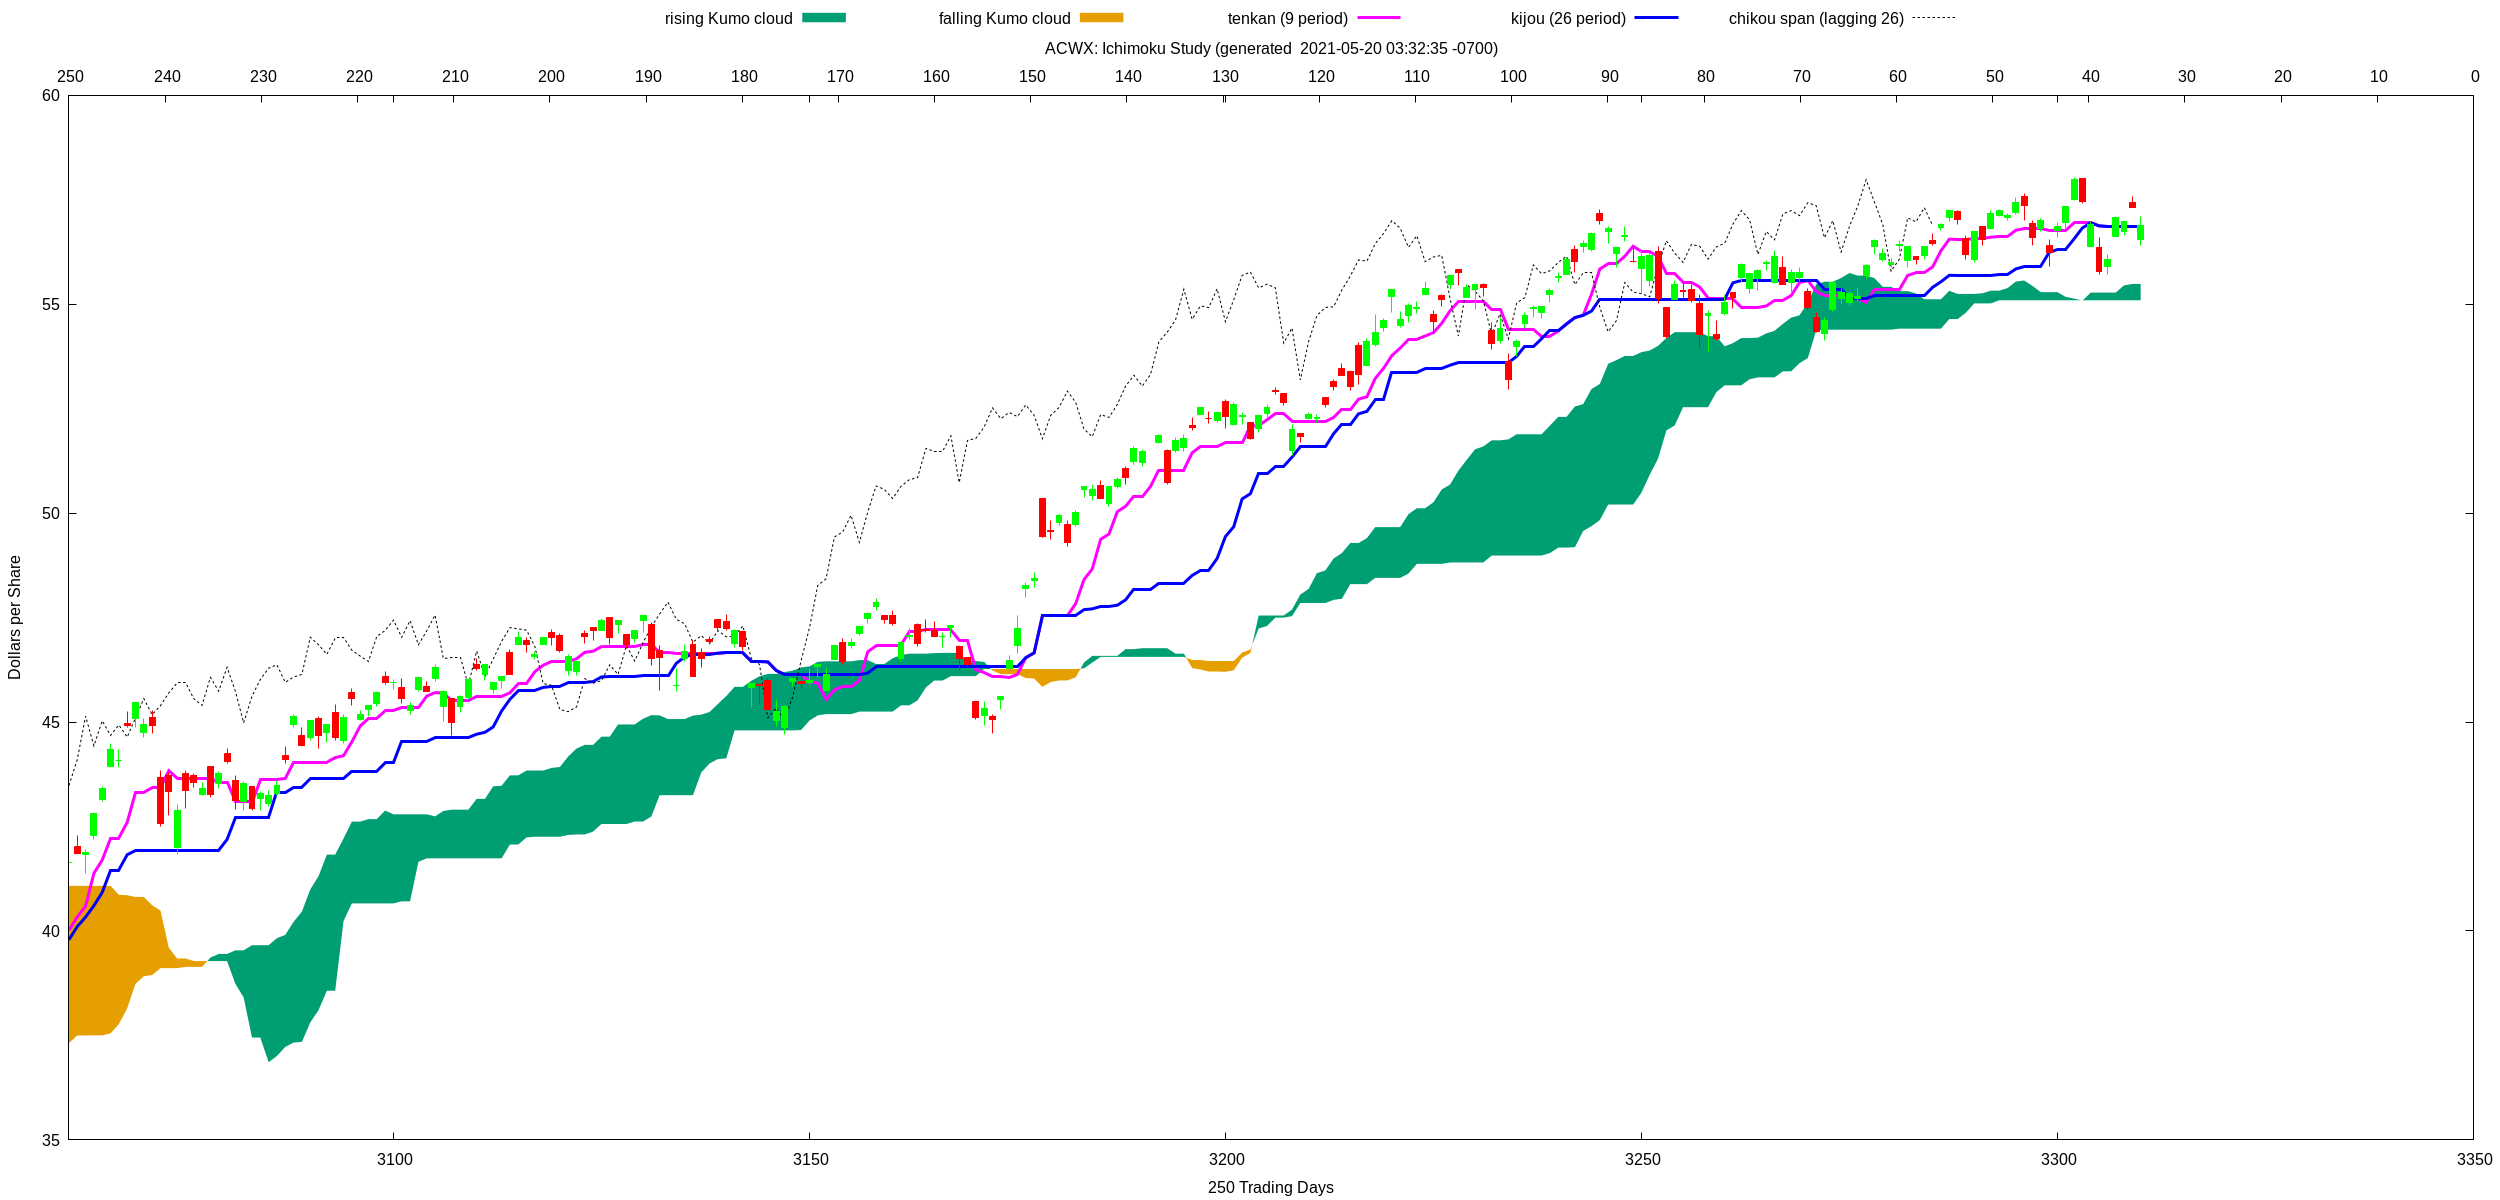 rising Kumo cloud falling Kumo cloud tenkan (9 period) kijou (26 period) chikou span (lagging 26)
ACWX: Ichimoku Study (generated  2021-05-20 03:32:35 -0700)
250 240 230 220 210 200 190 180 170 160 150 140 130 120 110 100 90 80 70 60 50 40 30 20 10 0
60
55
50
Dollars per Share
45
40
35
3100 3150 3200 3250 3300 3350
250 Trading Days